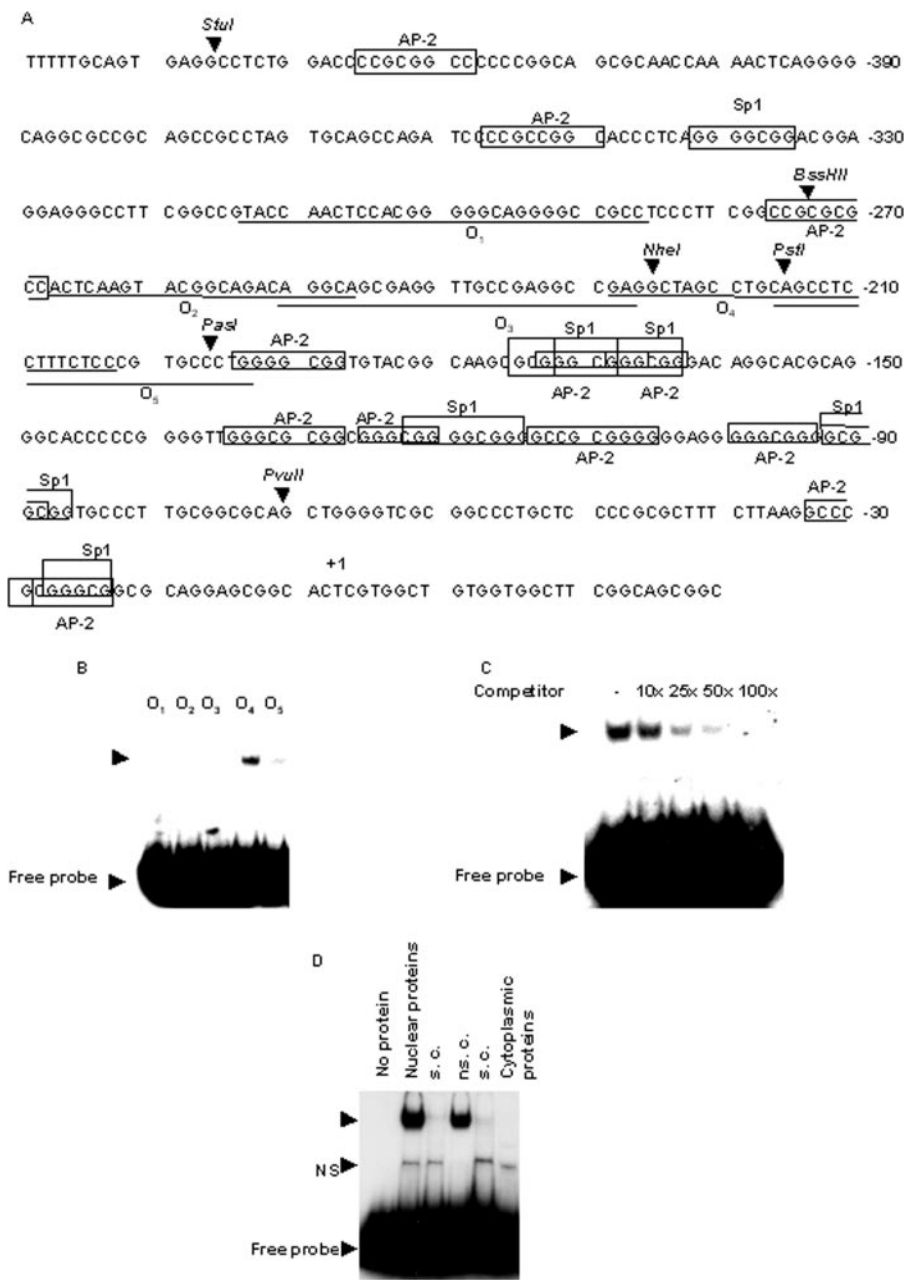 A
StuI
AP-2
TTTTTGCAGT GAGGCCTCTG GACCCCGCGG CCCCCCGGCA GCGCAACCAA AACTCAGGGG -390
AP-2 Sp1
CAGGCGCCGC AGCCGCCTAG TGCAGCCAGA TCCCCGCCGG CACCCTCAGG GGCGGACGGA -330
BssHII
GGAGGGCCTT CGGCCGTACC AACTCCACGG GGGCAGGGGC CGCCTCCCTT CGGCCGCGCG -270
O1 AP-2
NheI PstI
CCACTCAAGT ACGGCAGACA GGCAGCGAGG TTGCCGAGGC CGAGGCTAGC CTGCAGCCTC -210
O2 O3 O4
PasI AP-2 Sp1 Sp1
CTTTCTCCCG TGCCCTGGGG CGGTGTACGG CAAGCGCGGG CGGGCGGGAC AGGCACGCAG -150
O5 AP-2 AP-2
AP-2 AP-2 Sp1 Sp1
GGCACCCCCG GGGTTGGGCG CGGCGGGCGG GGCGGGGCCG GCGGGGGGAGG GGGCGGGGCG -90
AP-2 AP-2
Sp1 PvuII AP-2
GCGGTGCCCT TGCGGCGCAG CTGGGGTCGC GGCCCTGCTC CCCGCGCTTT CTTAAGGCCC -30
Sp1 +1
GCGGGCGGCG CAGGAGCGGC ACTCGTGGCT GTGGTGGCTT CGGCAGCGGC
AP-2
B
O1 O2 O3 O4 O5
Free probe
C
Competitor - 10x 25x 50x 100x
Free probe
D
No protein
Nuclear proteins
s. c.
ns. c.
s. c.
Cytoplasmic proteins
NS
Free probe